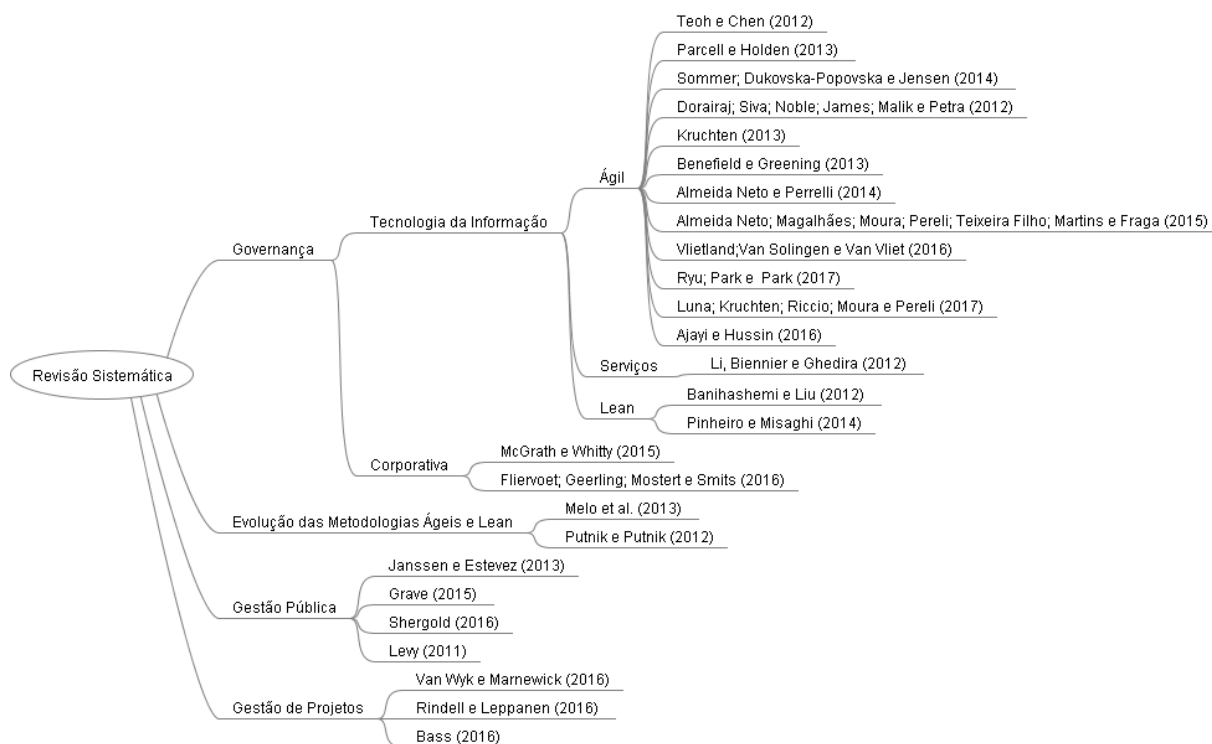 Revisão Sistemática
Governança
Tecnologia da Informação
Ágil
Teoh e Chen (2012)
Parcell e Holden (2013)
Sommer; Dukovska-Popovska e Jensen (2014)
Dorairaj; Siva; Noble; James; Malik e Petra (2012)
Kruchten (2013)
Benefield e Greening (2013)
Almeida Neto e Perrelli (2014)
Almeida Neto; Magalhães; Moura; Pereli; Teixeira Filho; Martins e Fraga (2015)
Vlietland;Van Solingen e Van Vliet (2016)
Ryu; Park e Park (2017)
Luna; Kruchten; Riccio; Moura e Pereli (2017)
Ajayi e Hussin (2016)
Serviços
Li, Biennier e Ghedira (2012)
Lean
Banihashemi e Liu (2012)
Pinheiro e Misaghi (2014)
Corporativa
McGrath e Whitty (2015)
Fliervoet; Geerling; Mostert e Smits (2016)
Evolução das Metodologias Ágeis e Lean
Melo et al. (2013)
Putnik e Putnik (2012)
Gestão Pública
Janssen e Estevez (2013)
Grave (2015)
Shergold (2016)
Levy (2011)
Gestão de Projetos
Van Wyk e Marnewick (2016)
Rindell e Leppanen (2016)
Bass (2016)